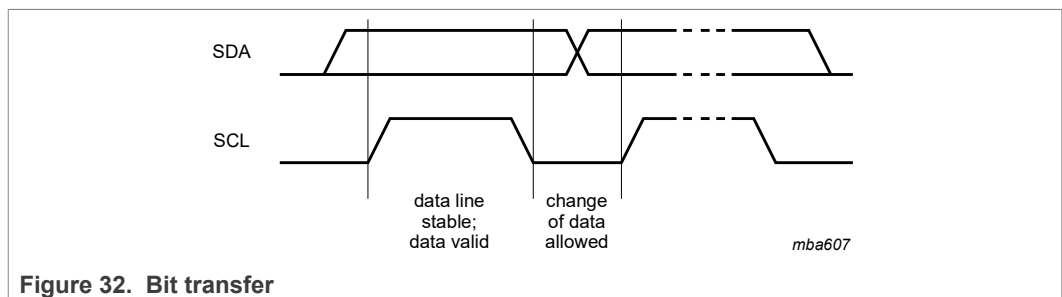 SDA
SCL
data line
stable;
data valid
change
of data
allowed
mba607
Figure 32. Bit transfer